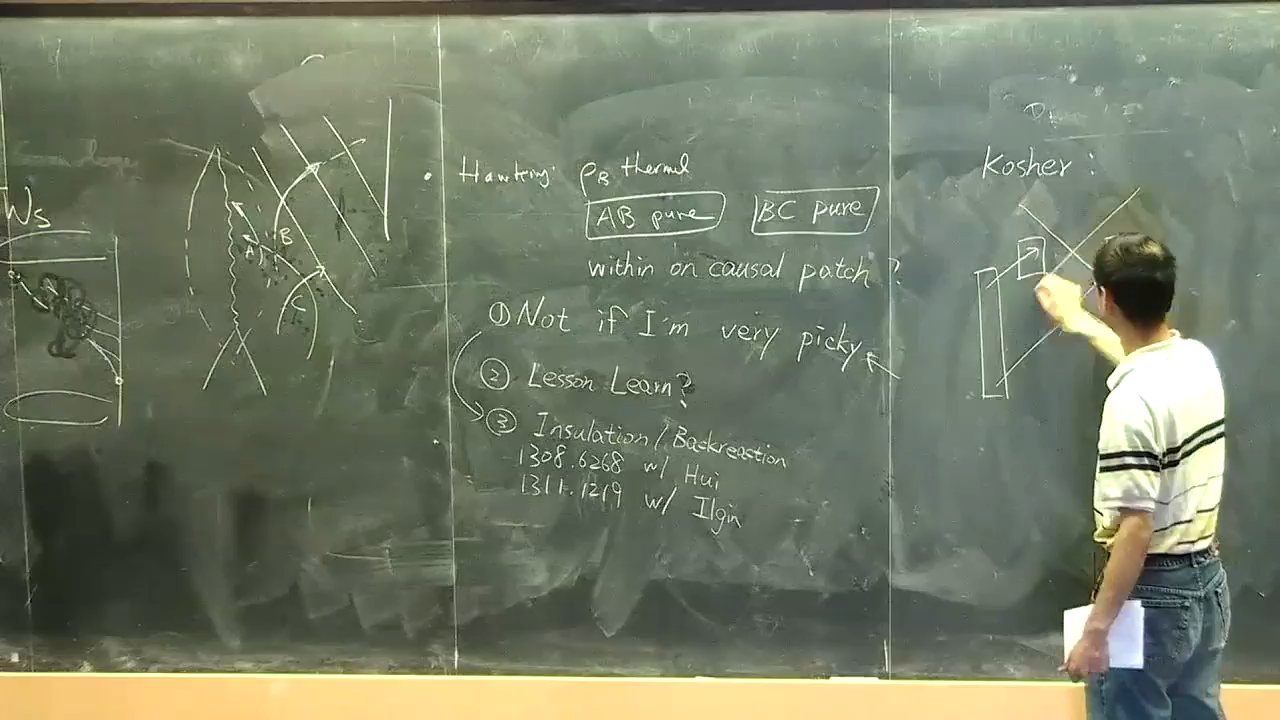 Ws
A
B
C
• Hawking: ρB thermal
AB pure BC pure
within on causal patch ?
① Not if I'm very picky
② Lesson Learn?
③ Insulation / Backreaction
1308.6268 w/ Hui
1311.1219 w/ Ilgin
Kosher :